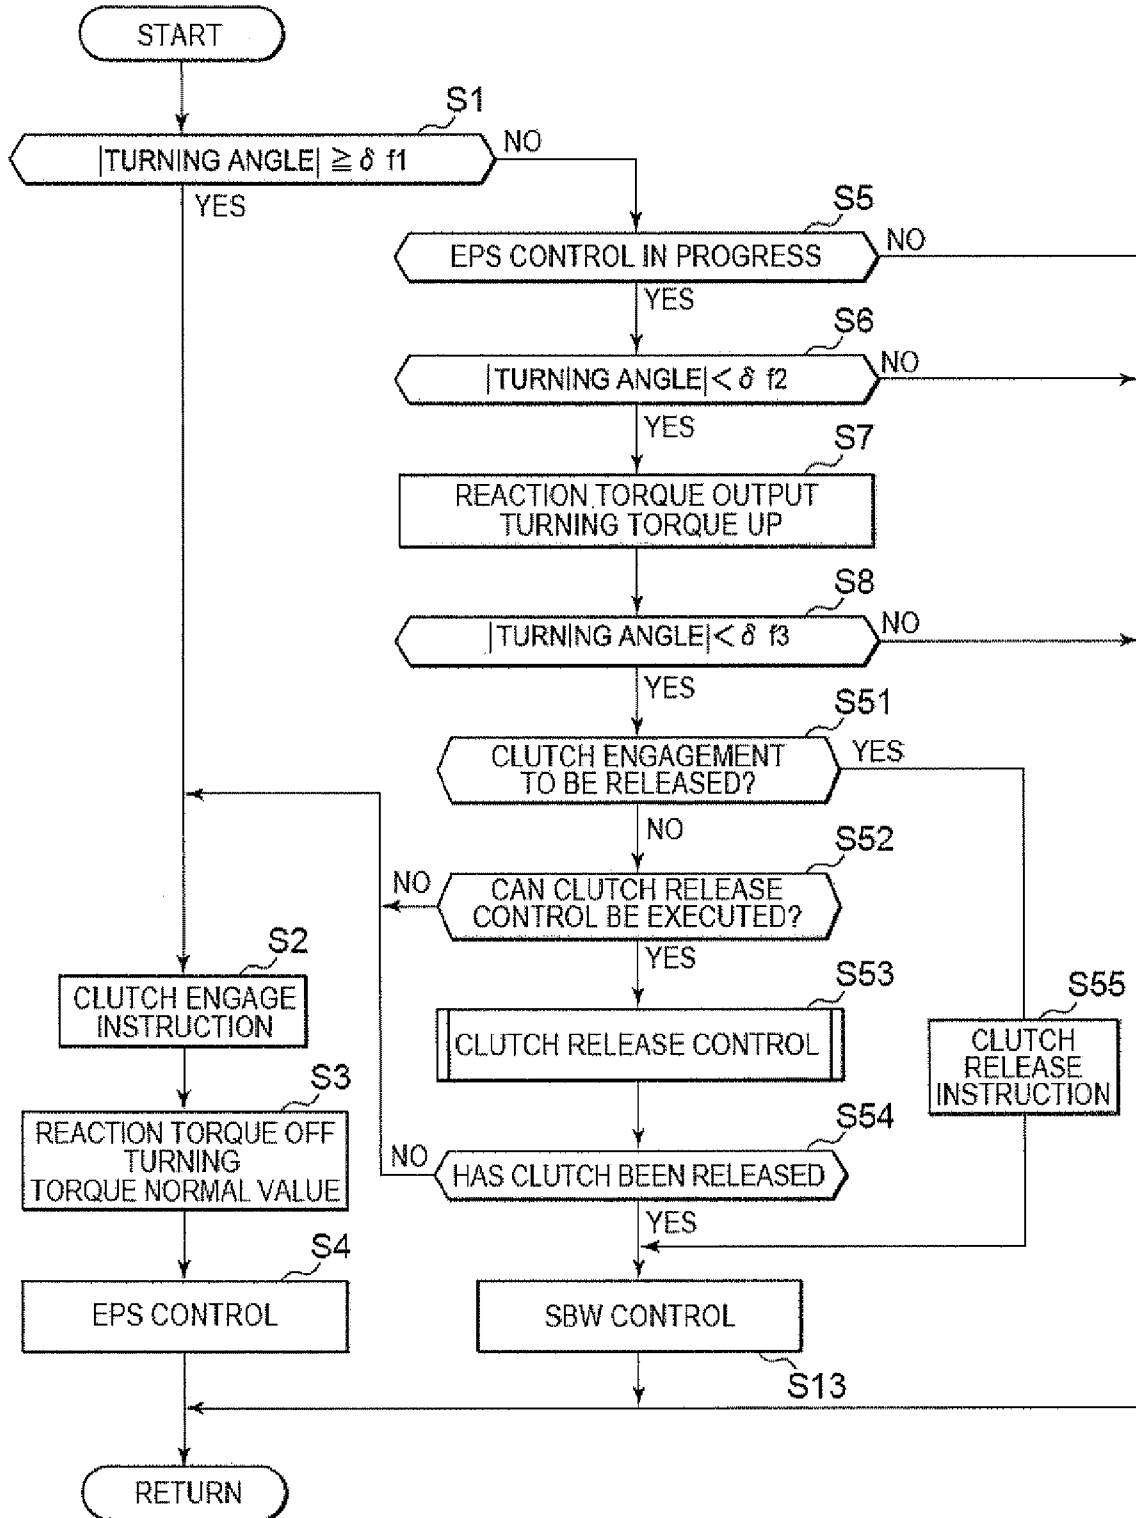 START
S1
|TURNING ANGLE| ≧ δ f1
NO
YES
S5
EPS CONTROL IN PROGRESS
NO
YES
S6
|TURNING ANGLE| < δ f2
NO
YES
S7
REACTION TORQUE OUTPUT
TURNING TORQUE UP
S8
|TURNING ANGLE| < δ f3
NO
YES
S51
CLUTCH ENGAGEMENT
TO BE RELEASED?
YES
NO
S52
CAN CLUTCH RELEASE
CONTROL BE EXECUTED?
NO
YES
S2
CLUTCH ENGAGE
INSTRUCTION
S53
CLUTCH RELEASE CONTROL
S55
CLUTCH
RELEASE
INSTRUCTION
S3
REACTION TORQUE OFF
TURNING
TORQUE NORMAL VALUE
S54
HAS CLUTCH BEEN RELEASED
NO
YES
S4
EPS CONTROL
SBW CONTROL
S13
RETURN